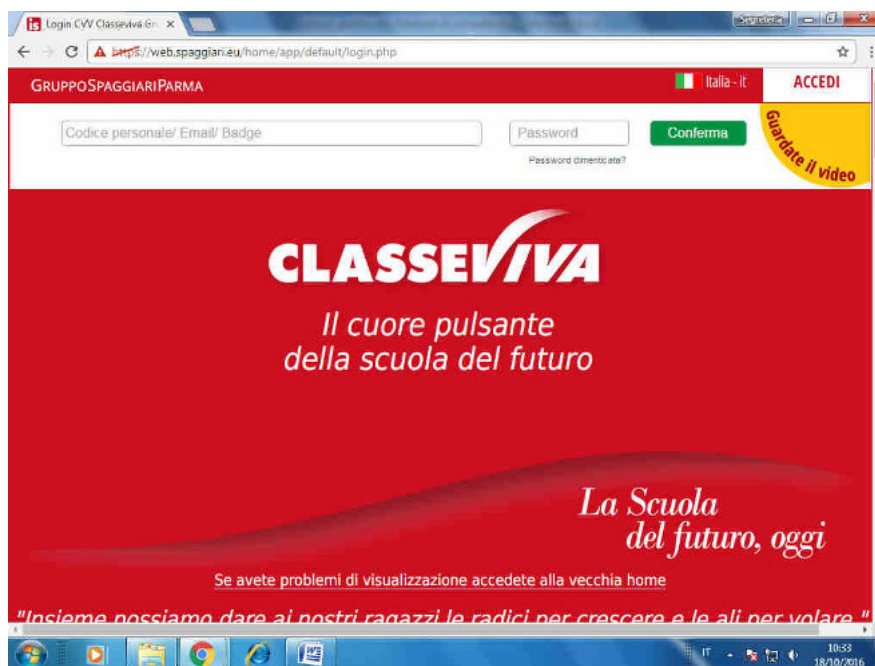 Login CVV Classeviva Gr
Segreteria
https://web.spaggiari.eu/home/app/default/login.php
GRUPPOSPAGGIARIPARMA
Italia - it
ACCEDI
Codice personale/ Email/ Badge
Password
Conferma
Password dimenticata?
Guardate il video
CLASSEVIVA
Il cuore pulsante
della scuola del futuro
La Scuola
del futuro, oggi
Se avete problemi di visualizzazione accedete alla vecchia home
"Insieme possiamo dare ai nostri ragazzi le radici per crescere e le ali per volare "
IT
10:33
18/10/2016